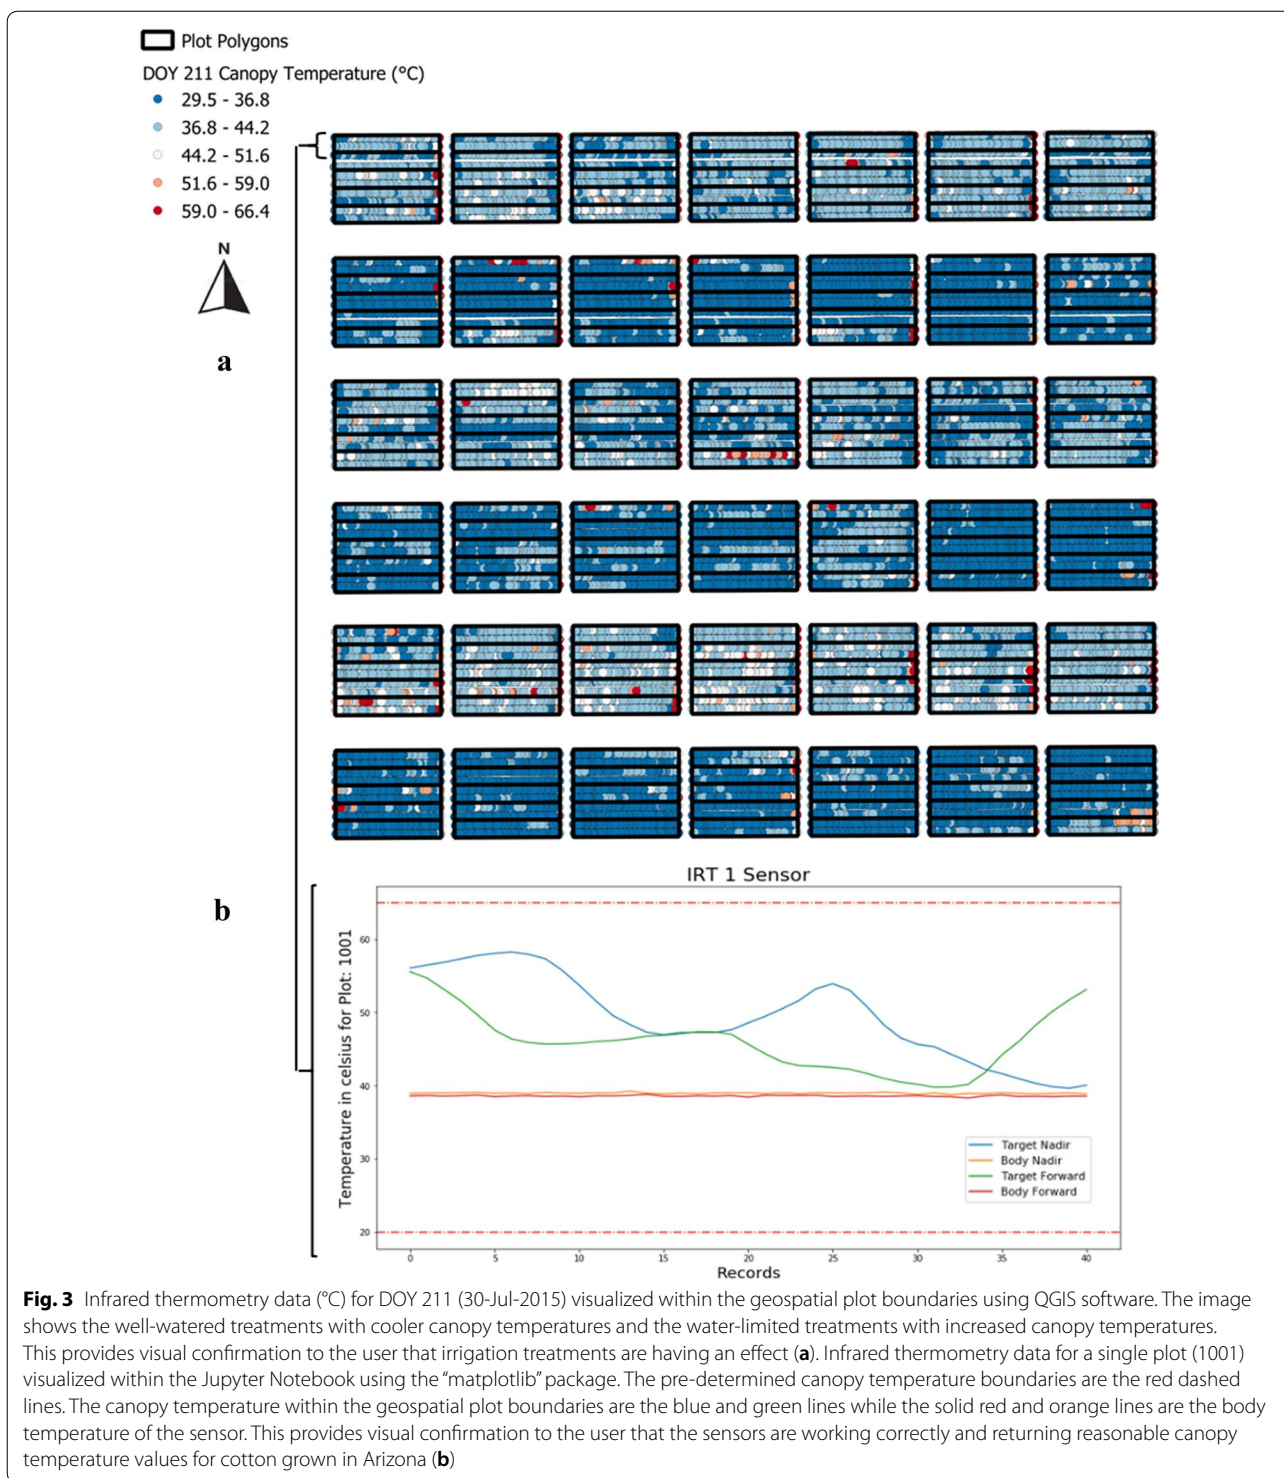 Plot Polygons
DOY 211 Canopy Temperature (°C)
29.5 - 36.8
36.8 - 44.2
44.2 - 51.6
51.6 - 59.0
59.0 - 66.4
N
a
b
IRT 1 Sensor
Temperature in celsius for Plot: 1001
60
50
40
30
20
Target Nadir
Body Nadir
Target Forward
Body Forward
0 5 10 15 20 25 30 35 40
Records
Fig. 3 Infrared thermometry data (°C) for DOY 211 (30-Jul-2015) visualized within the geospatial plot boundaries using QGIS software. The image
shows the well-watered treatments with cooler canopy temperatures and the water-limited treatments with increased canopy temperatures.
This provides visual confirmation to the user that irrigation treatments are having an effect (a). Infrared thermometry data for a single plot (1001)
visualized within the Jupyter Notebook using the “matplotlib” package. The pre-determined canopy temperature boundaries are the red dashed
lines. The canopy temperature within the geospatial plot boundaries are the blue and green lines while the solid red and orange lines are the body
temperature of the sensor. This provides visual confirmation to the user that the sensors are working correctly and returning reasonable canopy
temperature values for cotton grown in Arizona (b)